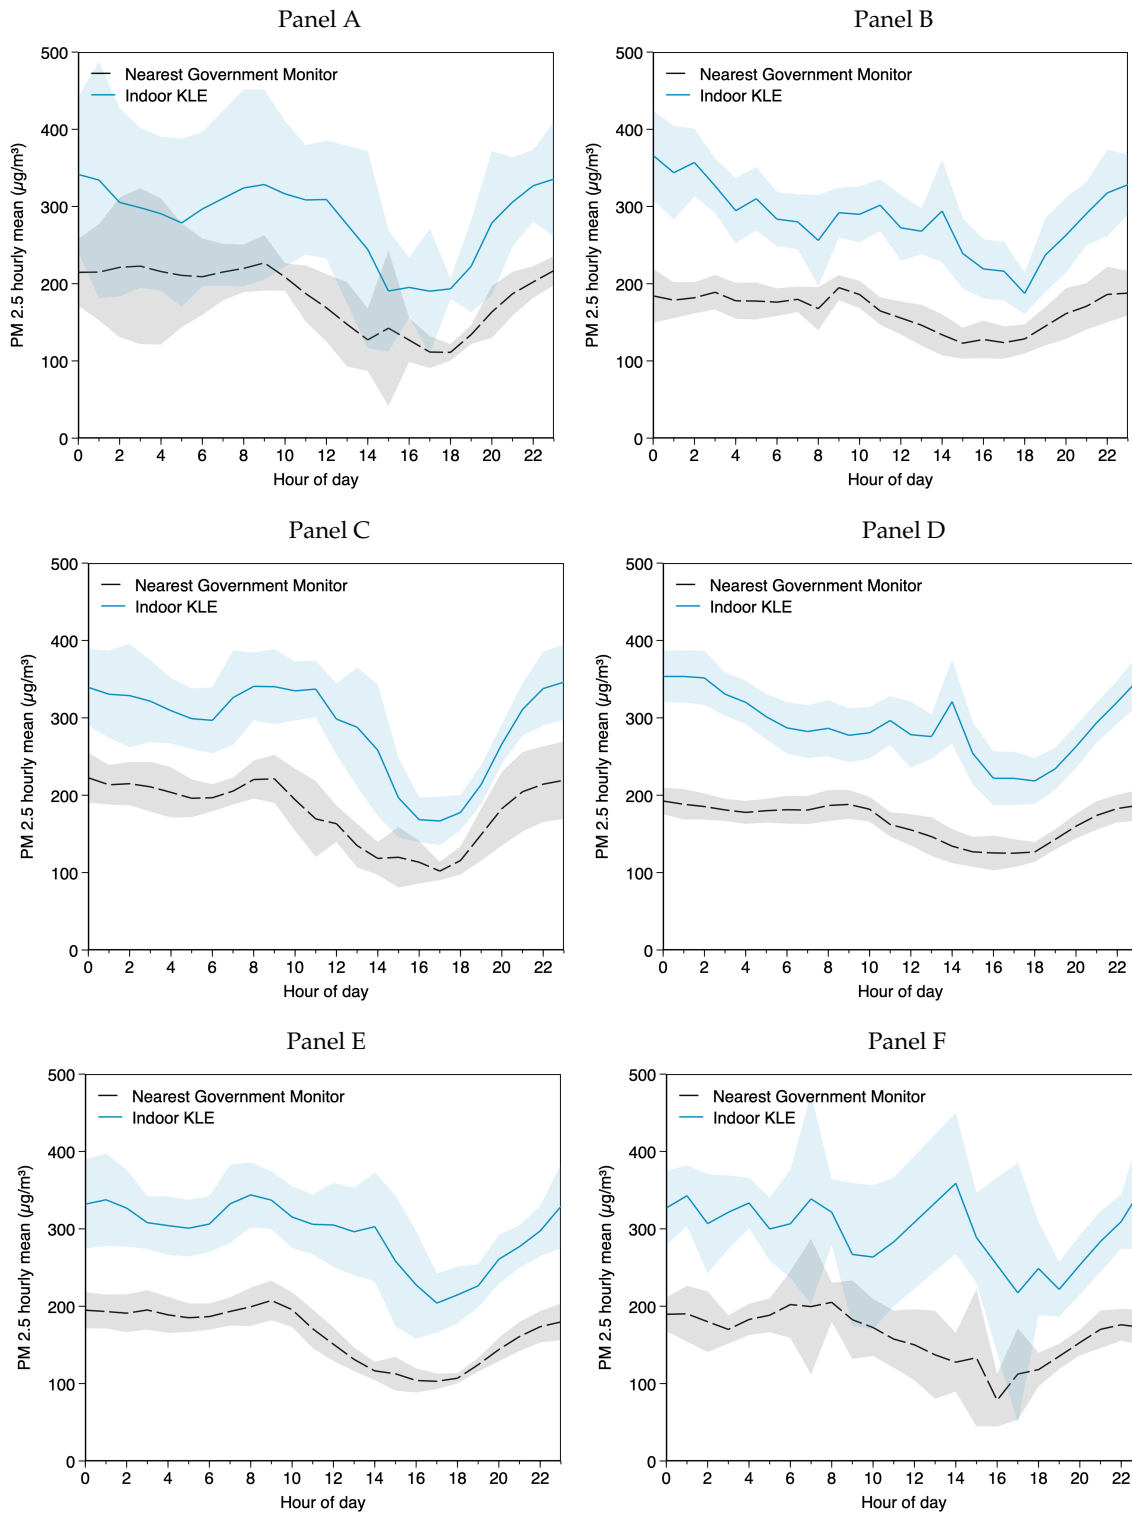 Panel A
Panel B
500
400
300
200
100
0
PM 2.5 hourly mean (µg/m³)
Nearest Government Monitor
Indoor KLE
0 2 4 6 8 10 12 14 16 18 20 22
Hour of day
500
400
300
200
100
0
PM 2.5 hourly mean (µg/m³)
Nearest Government Monitor
Indoor KLE
0 2 4 6 8 10 12 14 16 18 20 22
Hour of day
Panel C
Panel D
500
400
300
200
100
0
PM 2.5 hourly mean (µg/m³)
Nearest Government Monitor
Indoor KLE
0 2 4 6 8 10 12 14 16 18 20 22
Hour of day
500
400
300
200
100
0
PM 2.5 hourly mean (µg/m³)
Nearest Government Monitor
Indoor KLE
0 2 4 6 8 10 12 14 16 18 20 22
Hour of day
Panel E
Panel F
500
400
300
200
100
0
PM 2.5 hourly mean (µg/m³)
Nearest Government Monitor
Indoor KLE
0 2 4 6 8 10 12 14 16 18 20 22
Hour of day
500
400
300
200
100
0
PM 2.5 hourly mean (µg/m³)
Nearest Government Monitor
Indoor KLE
0 2 4 6 8 10 12 14 16 18 20 22
Hour of day